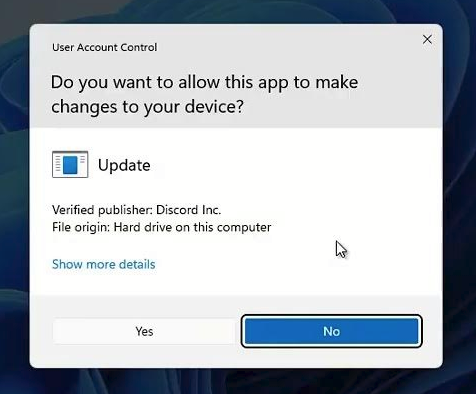 User Account Control
Do you want to allow this app to make
changes to your device?
Update
Verified publisher: Discord Inc.
File origin: Hard drive on this computer
Show more details
Yes
No